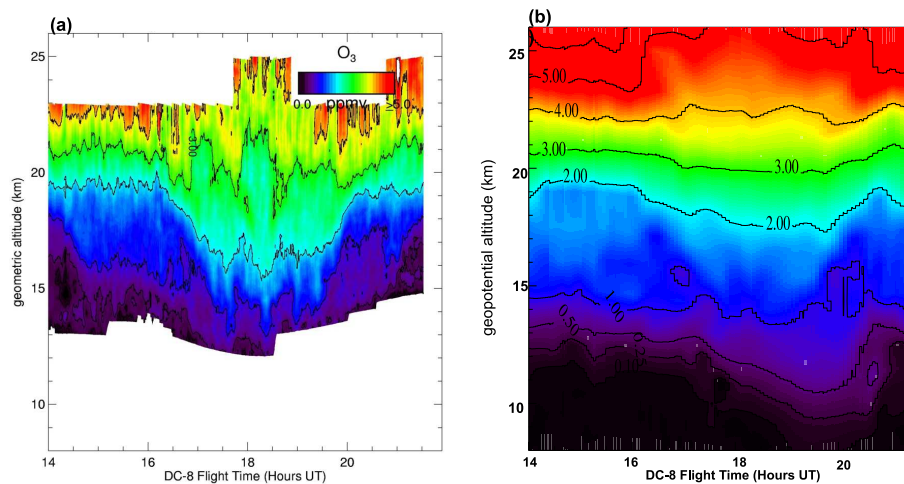 (a)
O3
0.0 ppmv >5.0
3.00
25
20
15
10
geometric altitude (km)
14 16 18 20
DC-8 Flight Time (Hours UT)
(b)
5.00
4.00
3.00
3.00
2.00
2.00
1.00
0.50
25
20
15
10
geopotential altitude (km)
14 16 18 20
DC-8 Flight Time (Hours UT)